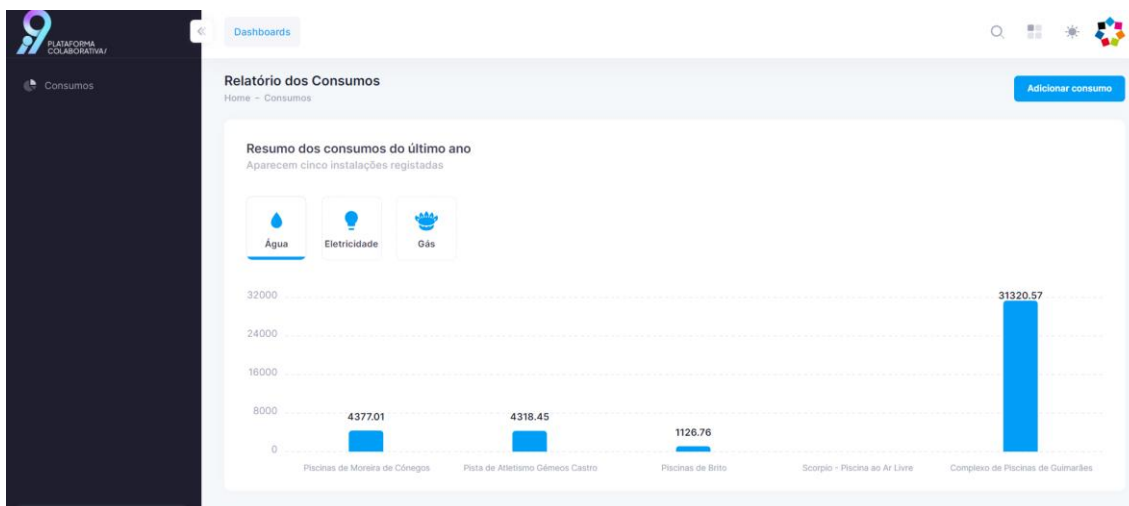 PLATAFORMA
COLABORATIVA/
Consumos
Dashboards
Relatório dos Consumos
Home - Consumos
Adicionar consumo
Resumo dos consumos do último ano
Aparecem cinco instalações registadas
Água Eletricidade Gás
32000
24000
16000
8000
0
4377.01
4318.45
1126.76
31320.57
Piscinas de Moreira de Cónegos
Pista de Atletismo Gémeos Castro
Piscinas de Brito
Scorpio - Piscina ao Ar Livre
Complexo de Piscinas de Guimarães